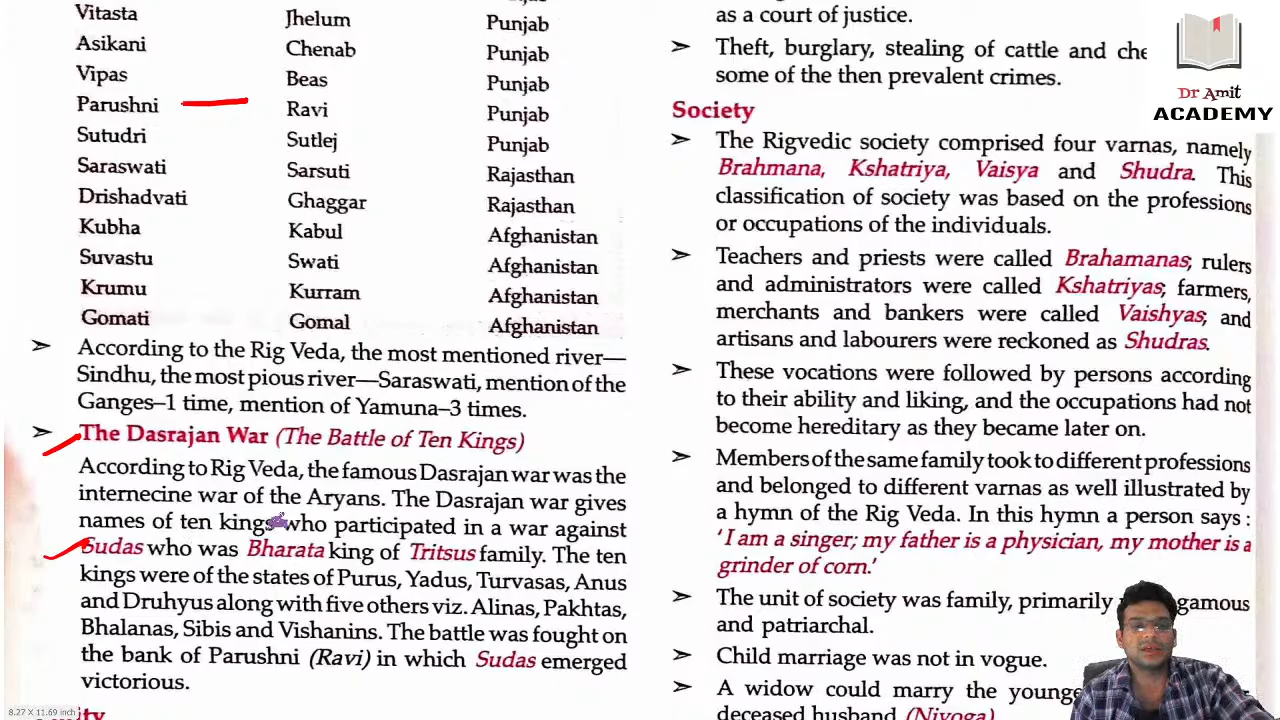 Vitasta Jhelum Punjab
Asikani Chenab Punjab
Vipas Beas Punjab
Parushni Ravi Punjab
Sutudri Sutlej Punjab
Saraswati Sarsuti Rajasthan
Drishadvati Ghaggar Rajasthan
Kubha Kabul Afghanistan
Suvastu Swati Afghanistan
Krumu Kurram Afghanistan
Gomati Gomal Afghanistan
➢ According to the Rig Veda, the most mentioned river—
Sindhu, the most pious river—Saraswati, mention of the
Ganges–1 time, mention of Yamuna–3 times.
➢ The Dasrajan War (The Battle of Ten Kings)
According to Rig Veda, the famous Dasrajan war was the
internecine war of the Aryans. The Dasrajan war gives
names of ten kings who participated in a war against
Sudas who was Bharata king of Tritsus family. The ten
kings were of the states of Purus, Yadus, Turvasas, Anus
and Druhyus along with five others viz. Alinas, Pakhtas,
Bhalanas, Sibis and Vishanins. The battle was fought on
the bank of Parushni (Ravi) in which Sudas emerged
victorious.
8.27 X 11.69 inch
as a court of justice.
➢ Theft, burglary, stealing of cattle and
some of the then prevalent crimes.
Society
➢ The Rigvedic society comprised four varnas, namely
Brahmana, Kshatriya, Vaisya and Shudra. This
classification of society was based on the professions
or occupations of the individuals.
➢ Teachers and priests were called Brahamanas; rulers
and administrators were called Kshatriyas; farmers,
merchants and bankers were called Vaishyas; and
artisans and labourers were reckoned as Shudras.
➢ These vocations were followed by persons according
to their ability and liking, and the occupations had not
become hereditary as they became later on.
➢ Members of the same family took to different professions
and belonged to different varnas as well illustrated by
a hymn of the Rig Veda. In this hymn a person says :
'I am a singer; my father is a physician, my mother is a
grinder of corn.'
➢ The unit of society was family, primarily
and patriarchal.
➢ Child marriage was not in vogue.
➢ A widow could marry the
deceased husband (Niyoga)
Dr Amit
ACADEMY